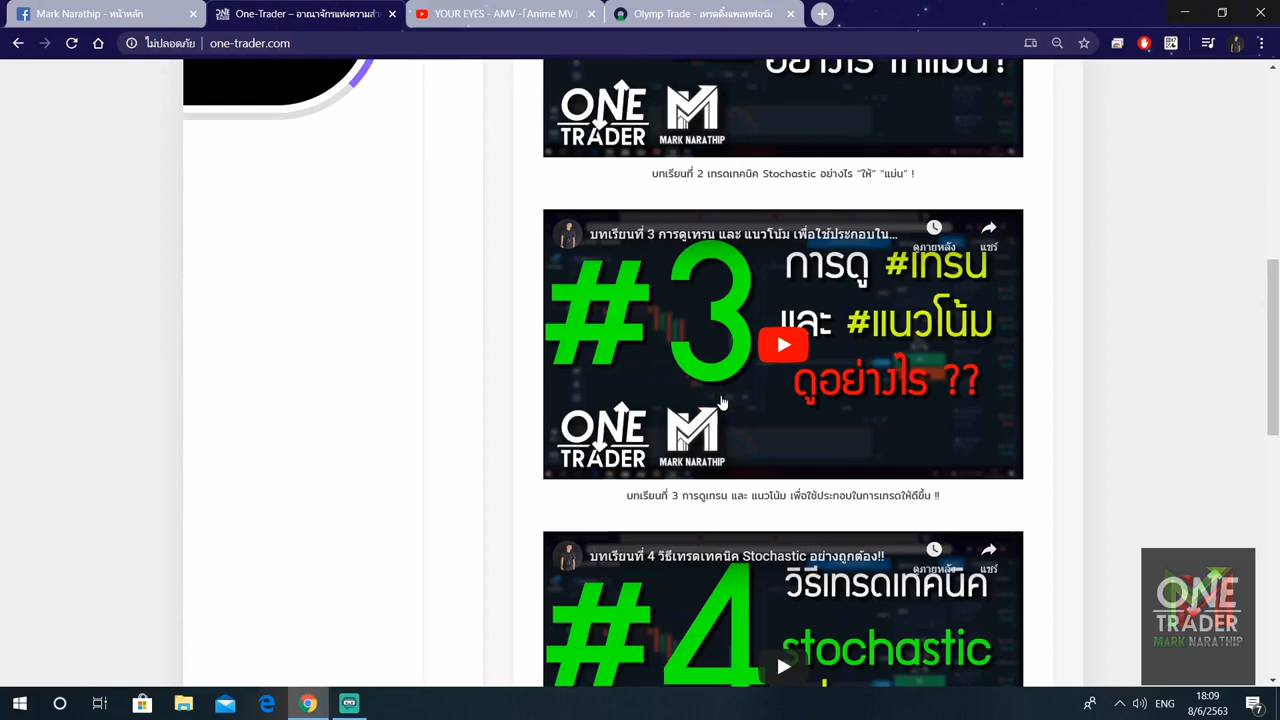 Mark Narathip - หน้าหลัก
One-Trader – อาณาจักรแห่งความสำเ
YOUR EYES - AMV -「Anime MV」
Olymp Trade - เทรดดิ้งแพลทฟอร์ม
ไม่ปลอดภัย
one-trader.com
อย่างไร ให้แม่น !
ONE
TRADER
MARK NARATHIP
บทเรียนที่ 2 เทรดเทคนิค Stochastic อย่างไร "ให้" "แม่น" !
บทเรียนที่ 3 การดูเทรน และ แนวโน้ม เพื่อใช้ประกอบใน...
ดูภายหลัง
แชร์
#3
การดู #เทรน
และ #แนวโน้ม
ดูอย่างไร ??
ONE
TRADER
MARK NARATHIP
บทเรียนที่ 3 การดูเทรน และ แนวโน้ม เพื่อใช้ประกอบในการเทรดให้ดีขึ้น !!
บทเรียนที่ 4 วิธีเทรดเทคนิค Stochastic อย่างถูกต้อง!!
ดูภายหลัง
แชร์
#4
วิธีเทรดเทคนิค
stochastic
ONE
TRADER
MARK NARATHIP
ENG
18:09
8/6/2563
7